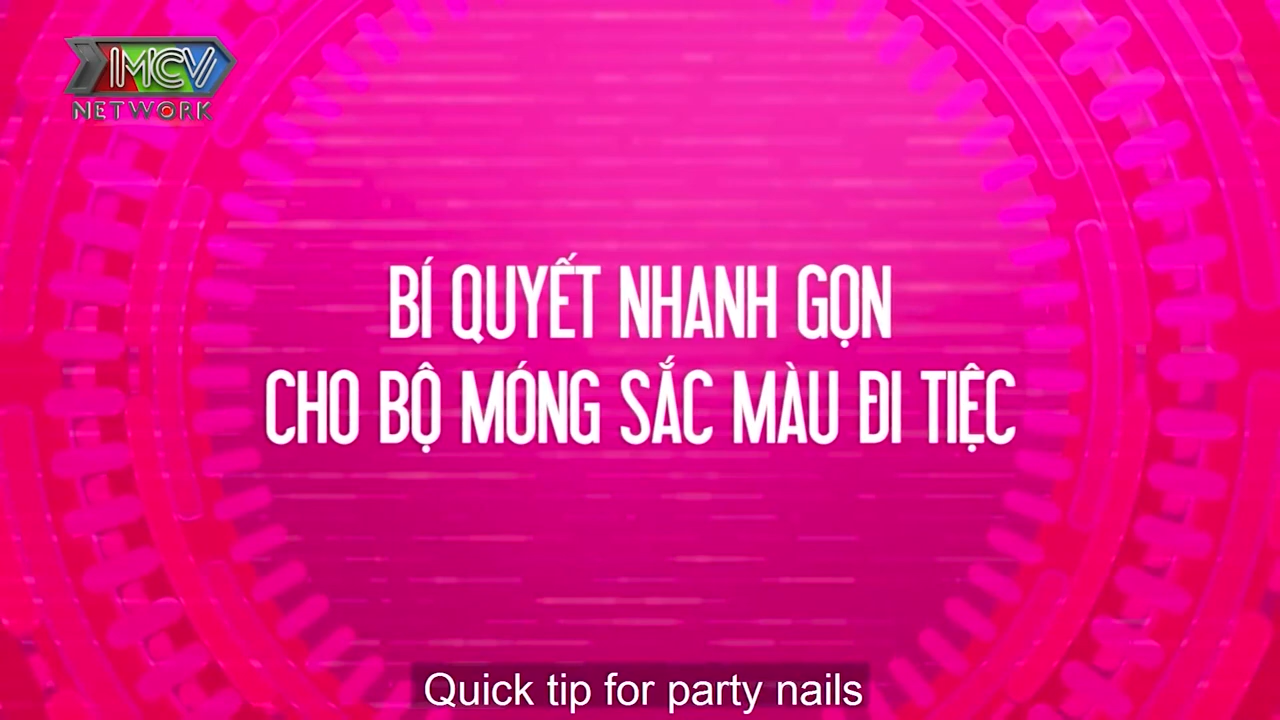 MCV
NETWORK
BÍ QUYẾT NHANH GỌN
CHO BỘ MÓNG SẮC MÀU ĐI TIỆC
Quick tip for party nails